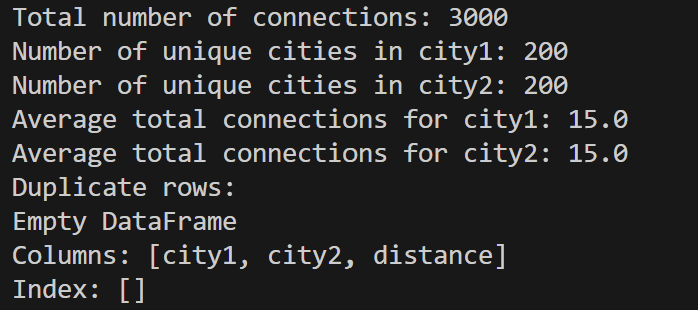 Total number of connections: 3000
Number of unique cities in city1: 200
Number of unique cities in city2: 200
Average total connections for city1: 15.0
Average total connections for city2: 15.0
Duplicate rows:
Empty DataFrame
Columns: [city1, city2, distance]
Index: []